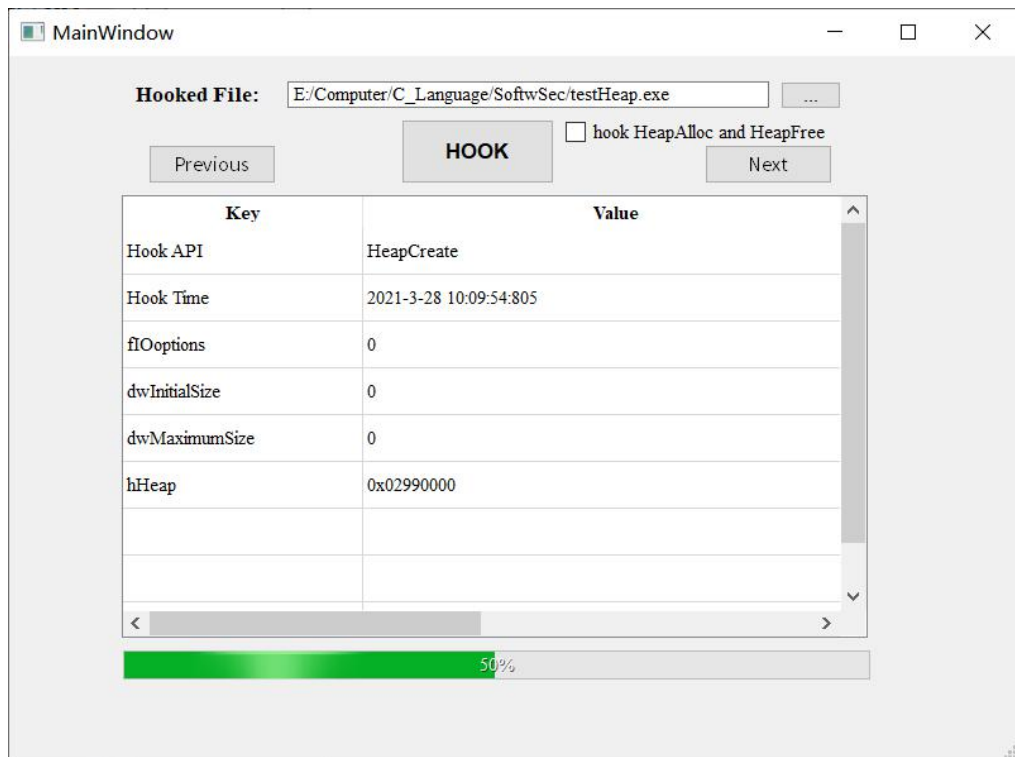 MainWindow
Hooked File: E:/Computer/C_Language/SoftwSec/testHeap.exe ...
Previous HOOK hook HeapAlloc and HeapFree Next
Key Value
Hook API HeapCreate
Hook Time 2021-3-28 10:09:54:805
flOoptions 0
dwInitialSize 0
dwMaximumSize 0
hHeap 0x02990000
50%